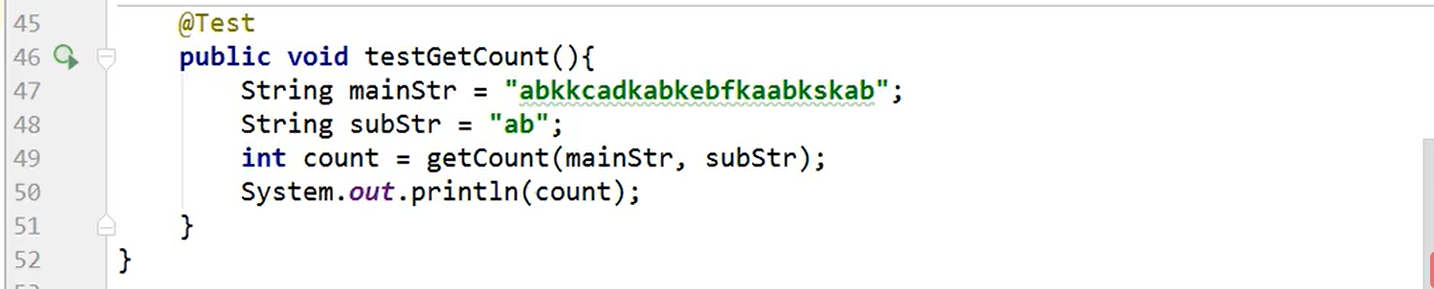 45 @Test
46 public void testGetCount(){
47 String mainStr = "abkkcadkabkebfkaabkskab";
48 String subStr = "ab";
49 int count = getCount(mainStr, subStr);
50 System.out.println(count);
51 }
52 }